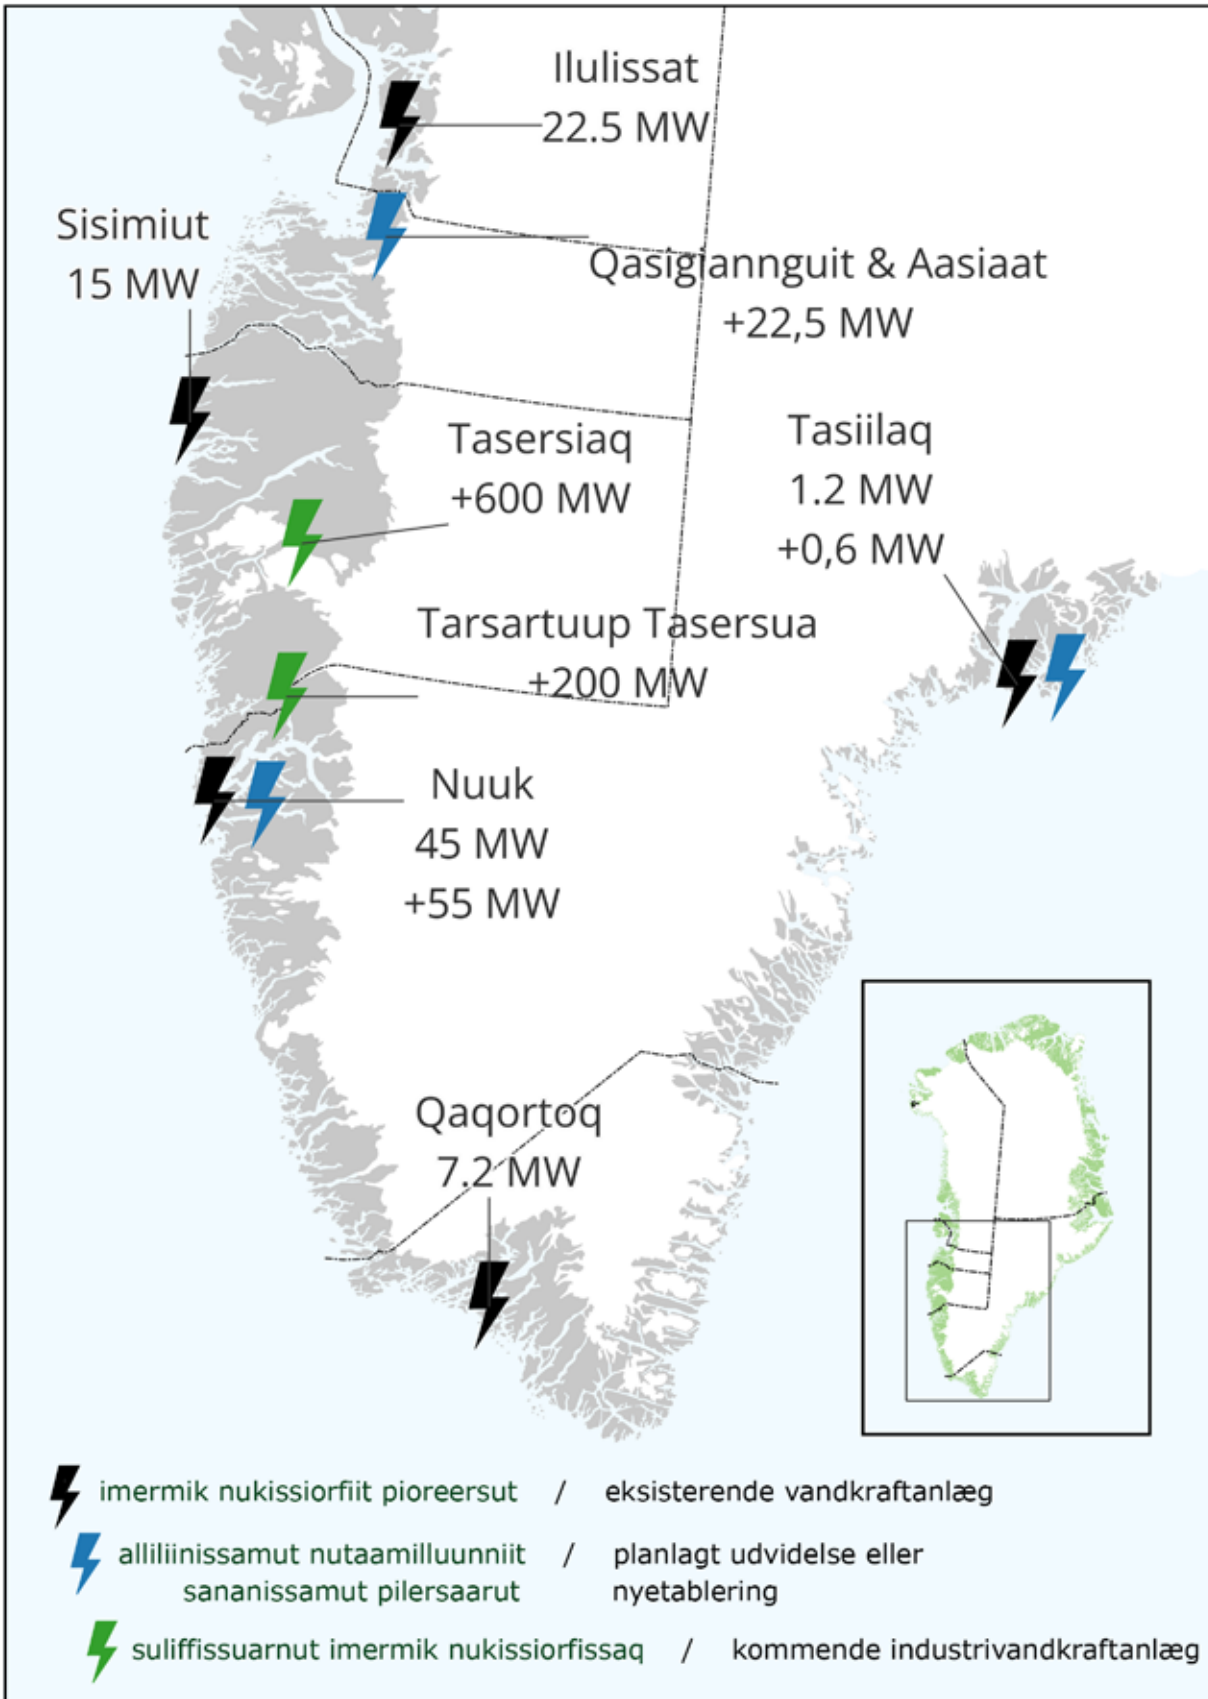 Ilulissat
22.5 MW
Sisimiut
15 MW
Qasigiannguit & Aasiaat
+22,5 MW
Tasersiaq
+600 MW
Tasiilaq
1.2 MW
+0,6 MW
Tarsartuup Tasersua
+200 MW
Nuuk
45 MW
+55 MW
Qaqortoq
7.2 MW
imermik nukissiorfiit pioreersut / eksisterende vandkraftanlæg
alliliinissamut nutaamilluunniit / planlagt udvidelse eller
sananissamut pilersaarut nyetablering
suliffissuarnut imermik nukissiorfissaq / kommende industrivandkraftanlæg